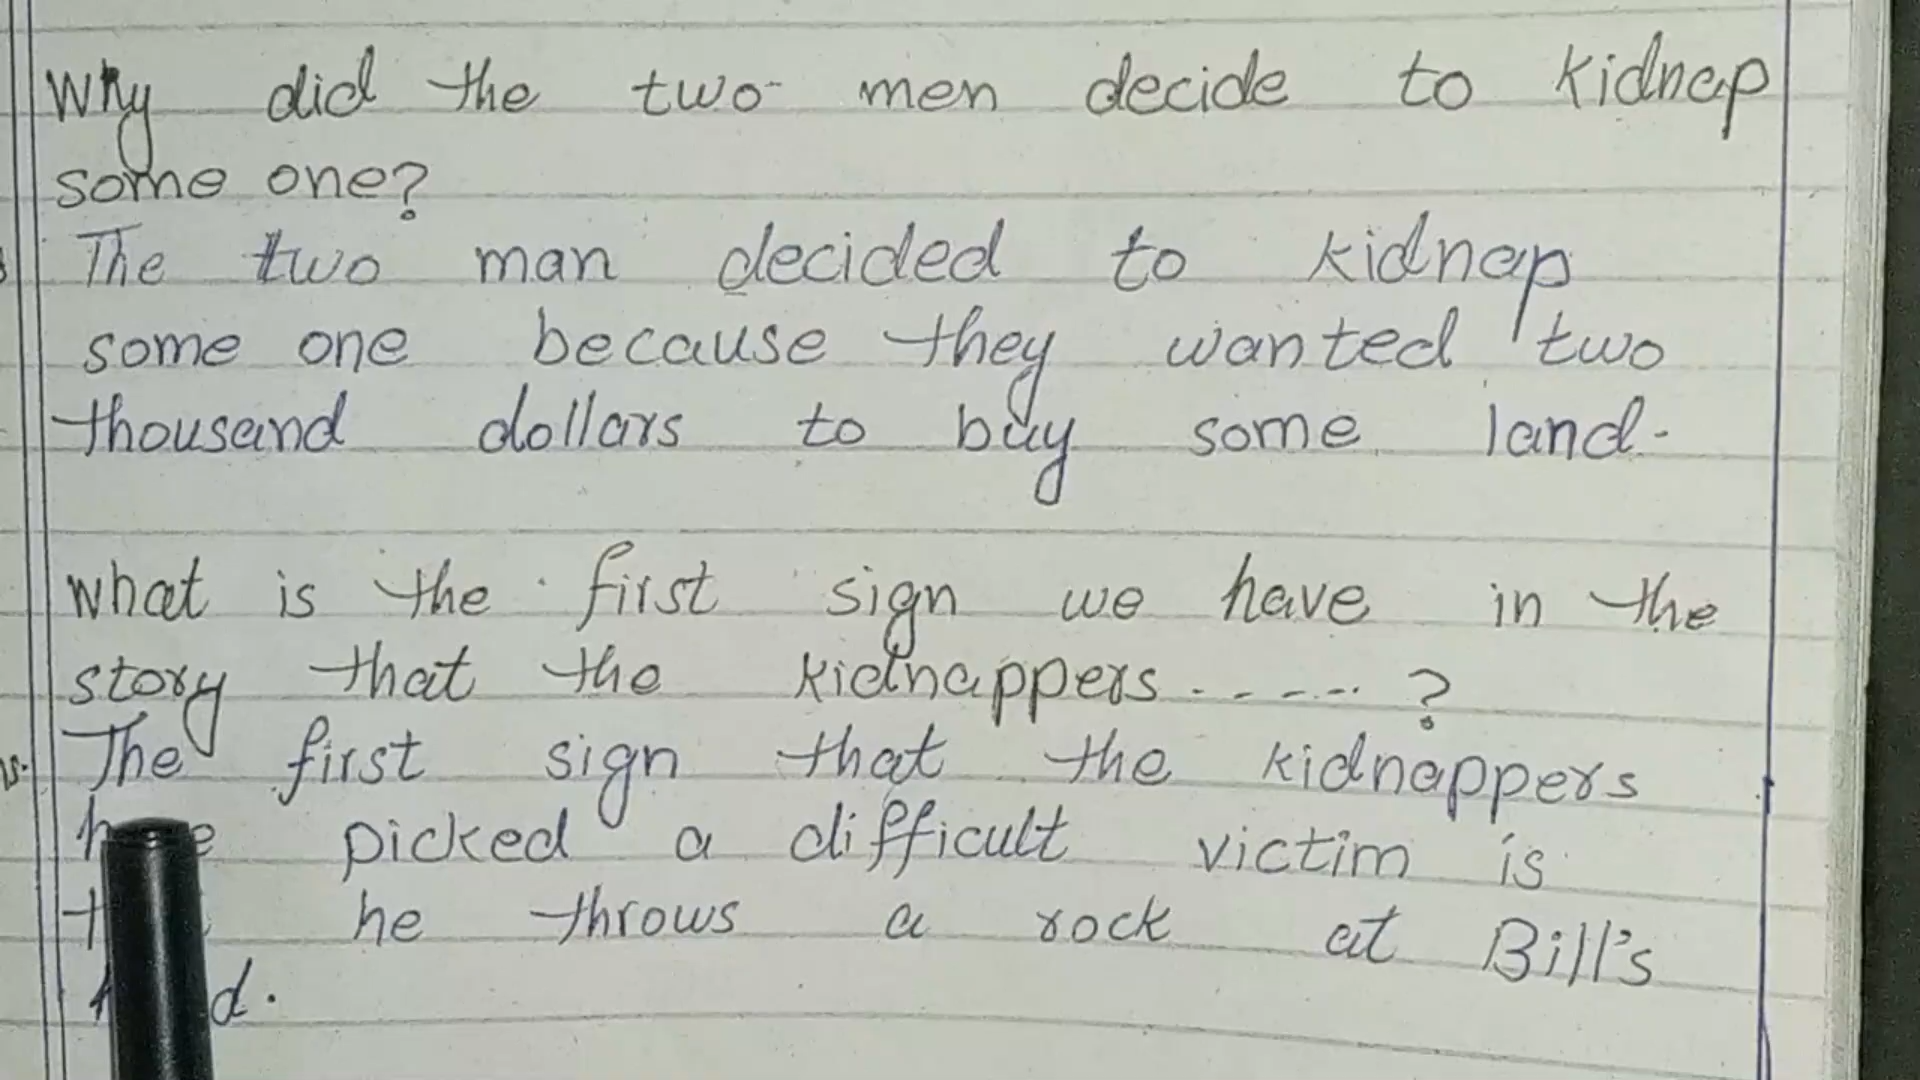 Why did the two men decide to kidnap
some one?
The two man decided to kidnap
some one because they wanted two
thousand dollars to buy some land.
What is the first sign we have in the
story that the kidnappers ......?
The first sign that the kidnappers
picked a difficult victim is
he throws a rock at Bill's